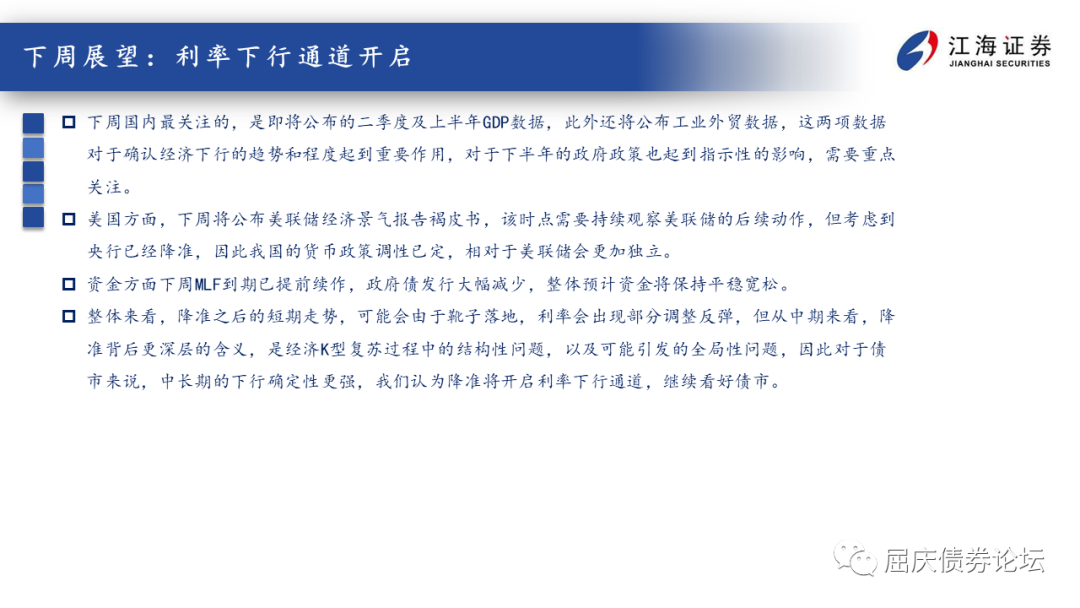 下周展望：利率下行通道开启
江海证券
JIANGHAI SECURITIES
下周国内最关注的，是即将公布的二季度及上半年GDP数据，此外还将公布工业外贸数据，这两项数据
对于确认经济下行的趋势和程度起到重要作用，对于下半年的政府政策也起到指示性的影响，需要重点
关注。
美国方面，下周将公布美联储经济景气报告褐皮书，该时点需要持续观察美联储的后续动作，但考虑到
央行已经降准，因此我国的货币政策调性已定，相对于美联储会更加独立。
资金方面下周MLF到期已提前续作，政府债发行大幅减少，整体预计资金将保持平稳宽松。
整体来看，降准之后的短期走势，可能会由于靴子落地，利率会出现部分调整反弹，但从中期来看，降
准背后更深层的含义，是经济K型复苏过程中的结构性问题，以及可能引发的全局性问题，因此对于债
市来说，中长期的下行确定性更强，我们认为降准将开启利率下行通道，继续看好债市。
屈庆债券论坛